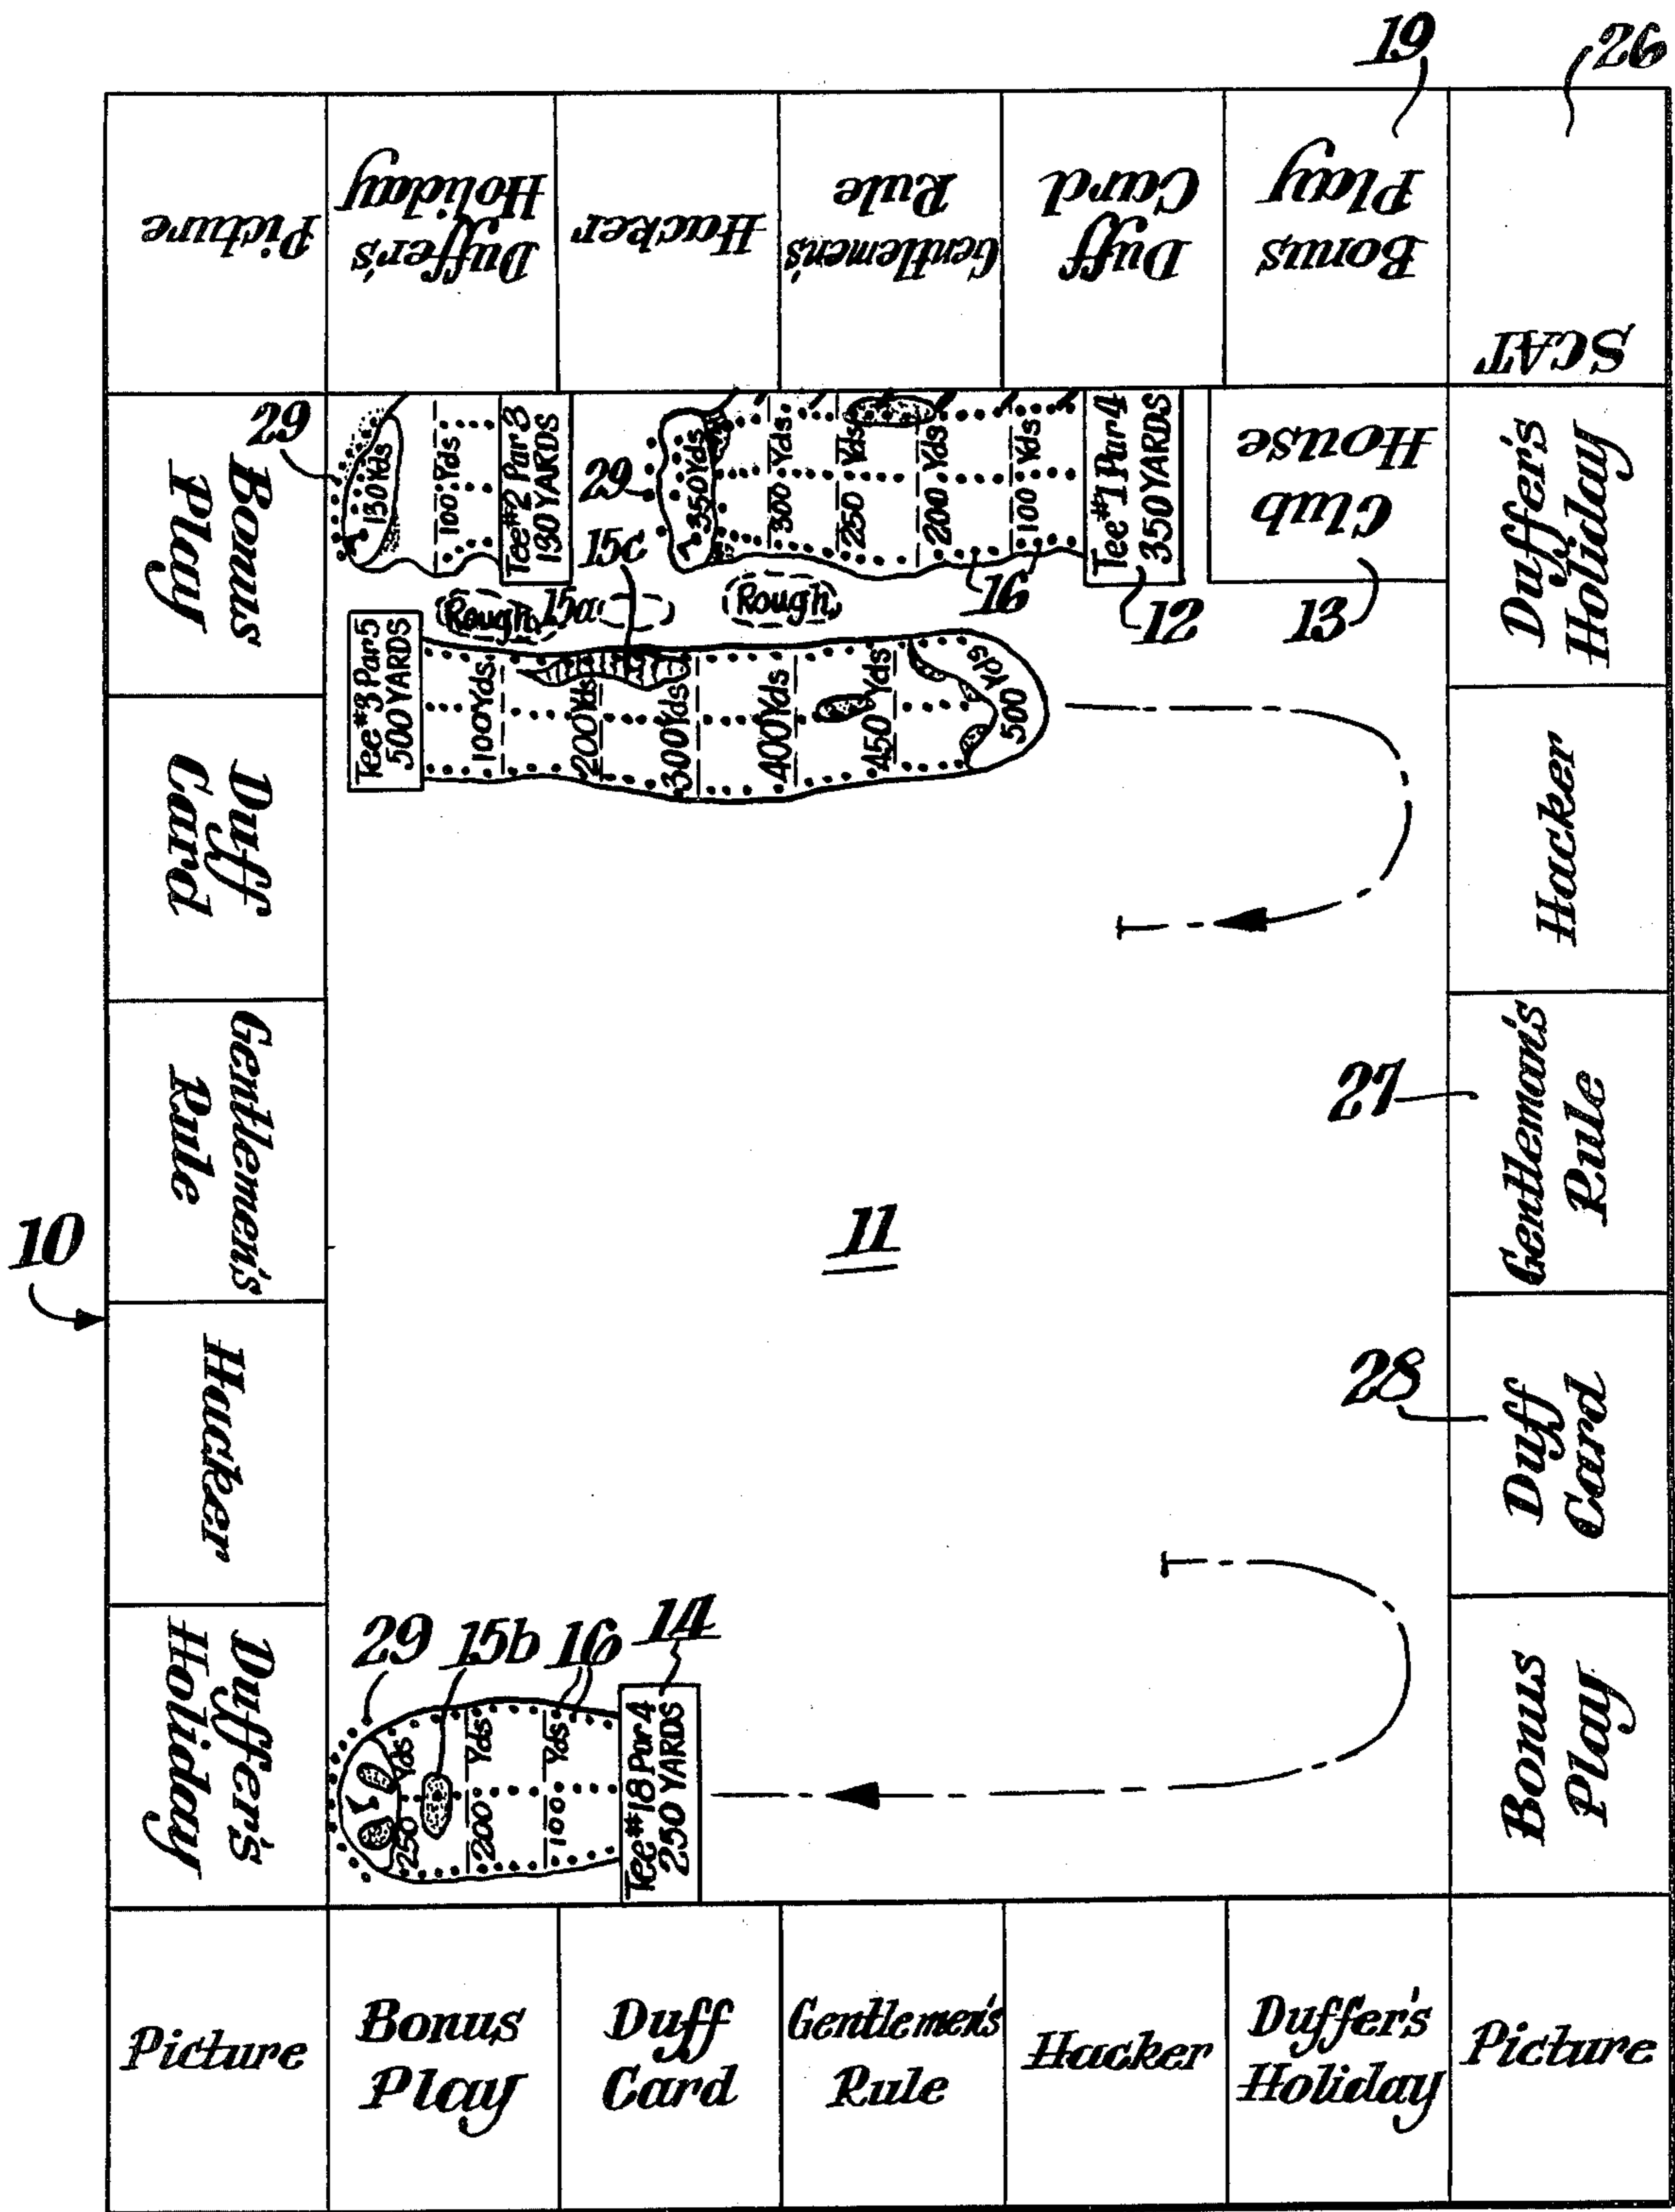 19
26
Picture
Duffer's
Holiday
Hacker
Gentlemen's
Rule
Duff
Card
Bonus
Play
SCAT
Bonus
Play
Duff
Card
Gentlemen's
Rule
Hacker
Duffer's
Holiday
10
29
130 Yds
100 Yds
Tee #2 Par 3
130 YARDS
29
15c
350 Yds
300 Yds
250 Yds
200 Yds
100 Yds
Tee #1 Par 4
350 YARDS
Club
House
Rough
15a
Rough
16
12
13
Tee #3 Par 5
500 YARDS
100 Yds
200 Yds
300 Yds
400 Yds
450 Yds
500 Yds
11
27
28
29
15b
16
14
250 Yds
200 Yds
100 Yds
Tee #18 Par 4
250 YARDS
Duffer's
Holiday
Hacker
Gentleman's
Rule
Duff
Card
Bonus
Play
Picture
Bonus
Play
Duff
Card
Gentlemen's
Rule
Hacker
Duffer's
Holiday
Picture